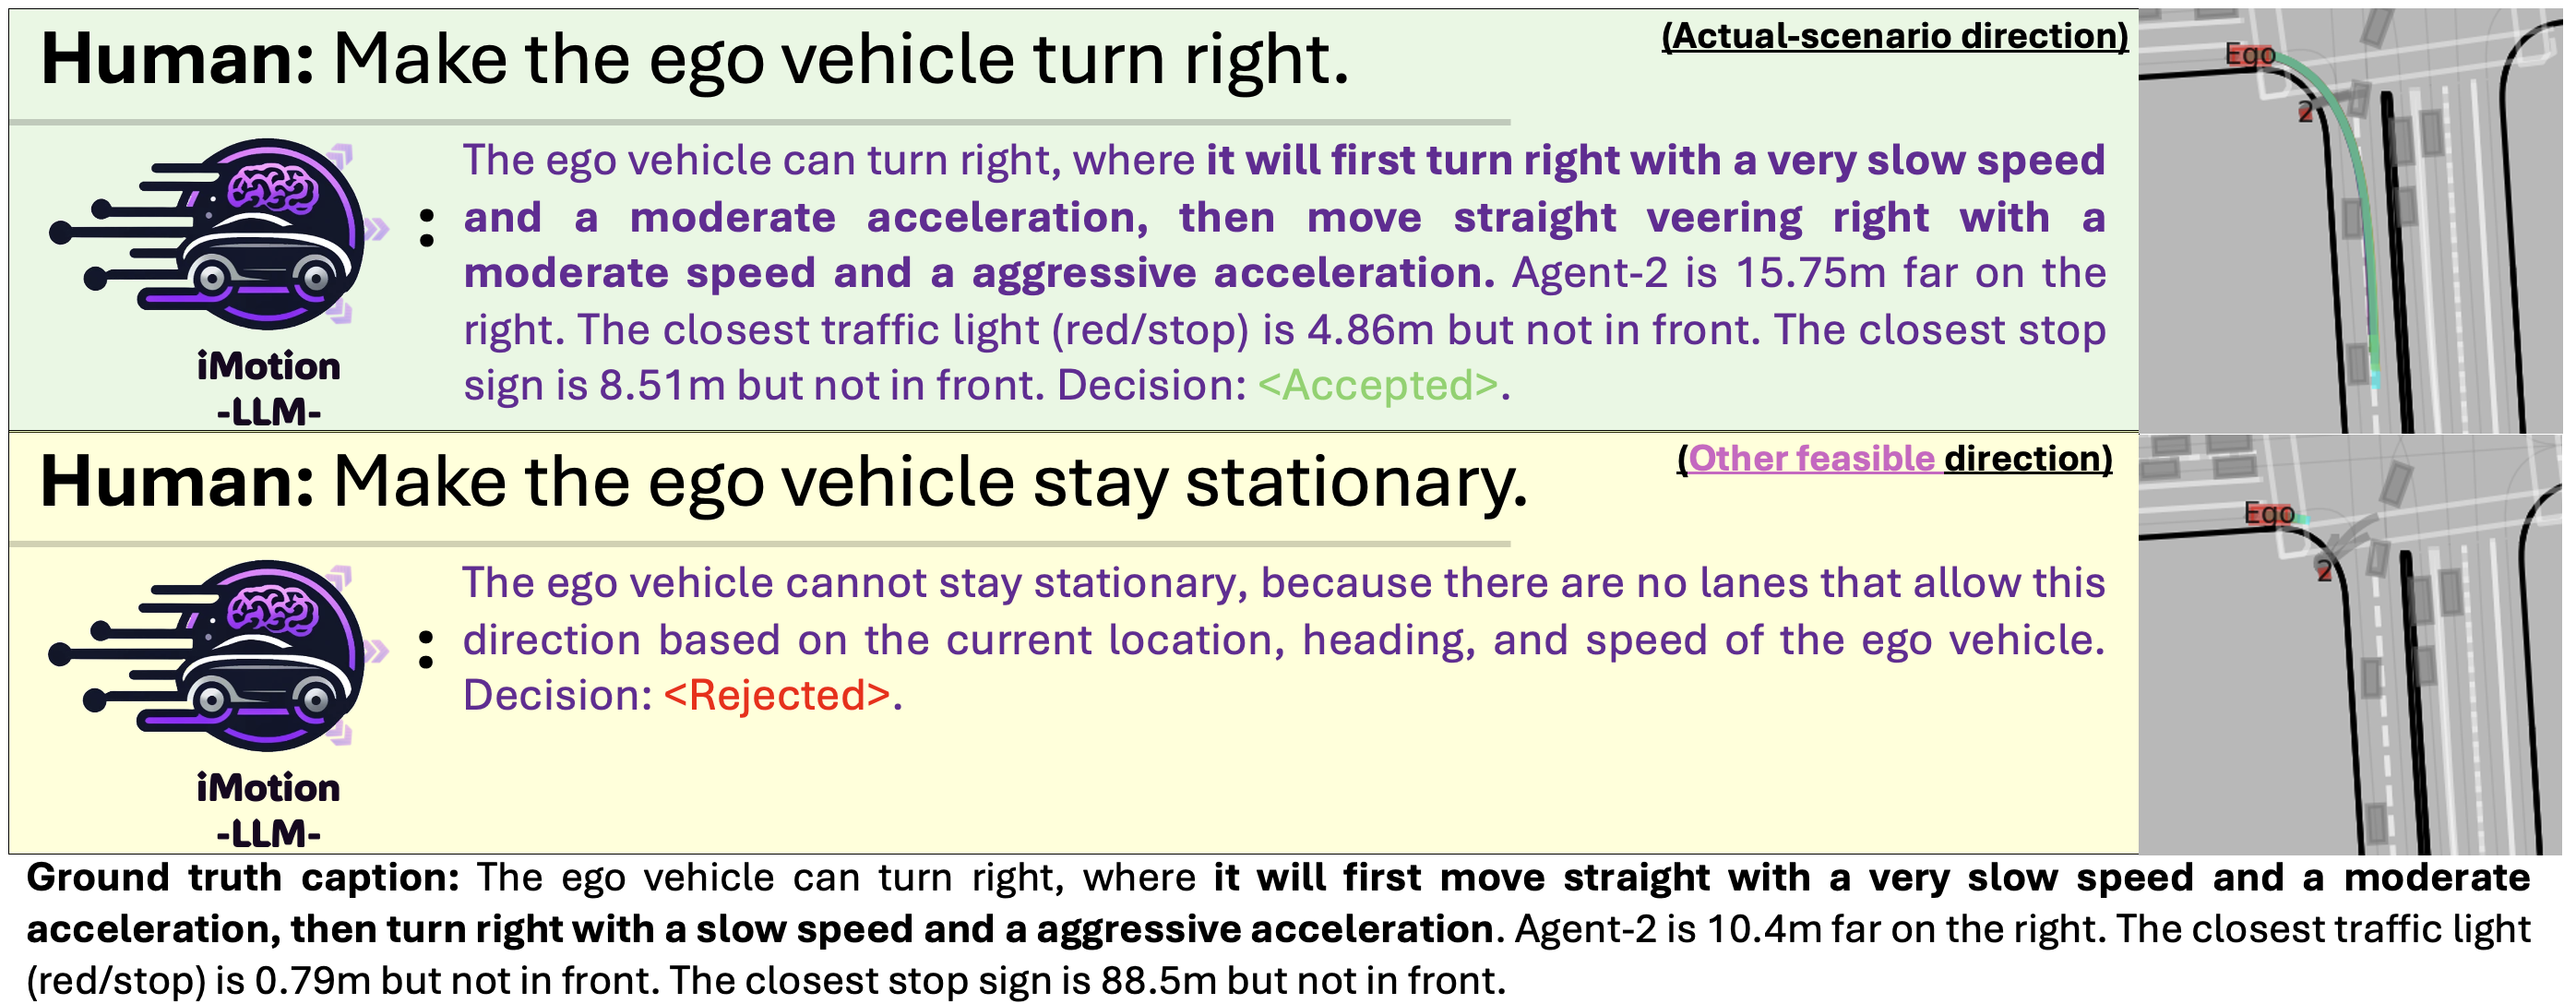 Human: Make the ego vehicle turn right.
(Actual-scenario direction)
Ego
2
The ego vehicle can turn right, where it will first turn right with a very slow speed
and a moderate acceleration, then move straight veering right with a
moderate speed and a aggressive acceleration. Agent-2 is 15.75m far on the
right. The closest traffic light (red/stop) is 4.86m but not in front. The closest stop
sign is 8.51m but not in front. Decision: <Accepted>.
:
iMotion
-LLM-
Human: Make the ego vehicle stay stationary.
(Other feasible direction)
Ego
2
The ego vehicle cannot stay stationary, because there are no lanes that allow this
direction based on the current location, heading, and speed of the ego vehicle.
Decision: <Rejected>.
:
iMotion
-LLM-
Ground truth caption: The ego vehicle can turn right, where it will first move straight with a very slow speed and a moderate
acceleration, then turn right with a slow speed and a aggressive acceleration. Agent-2 is 10.4m far on the right. The closest traffic light
(red/stop) is 0.79m but not in front. The closest stop sign is 88.5m but not in front.